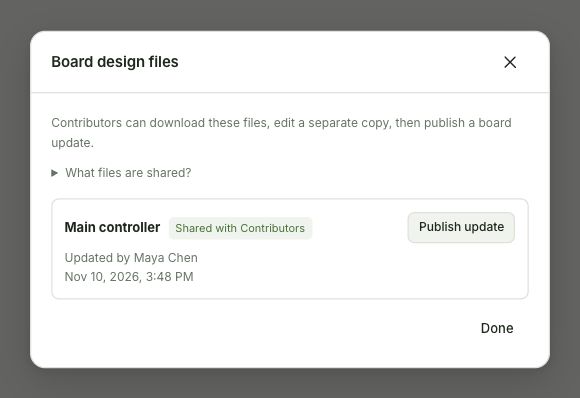 Board design files
Contributors can download these files, edit a separate copy, then publish a board
update.
What files are shared?
Main controller Shared with Contributors Publish update
Updated by Maya Chen
Nov 10, 2026, 3:48 PM
Done